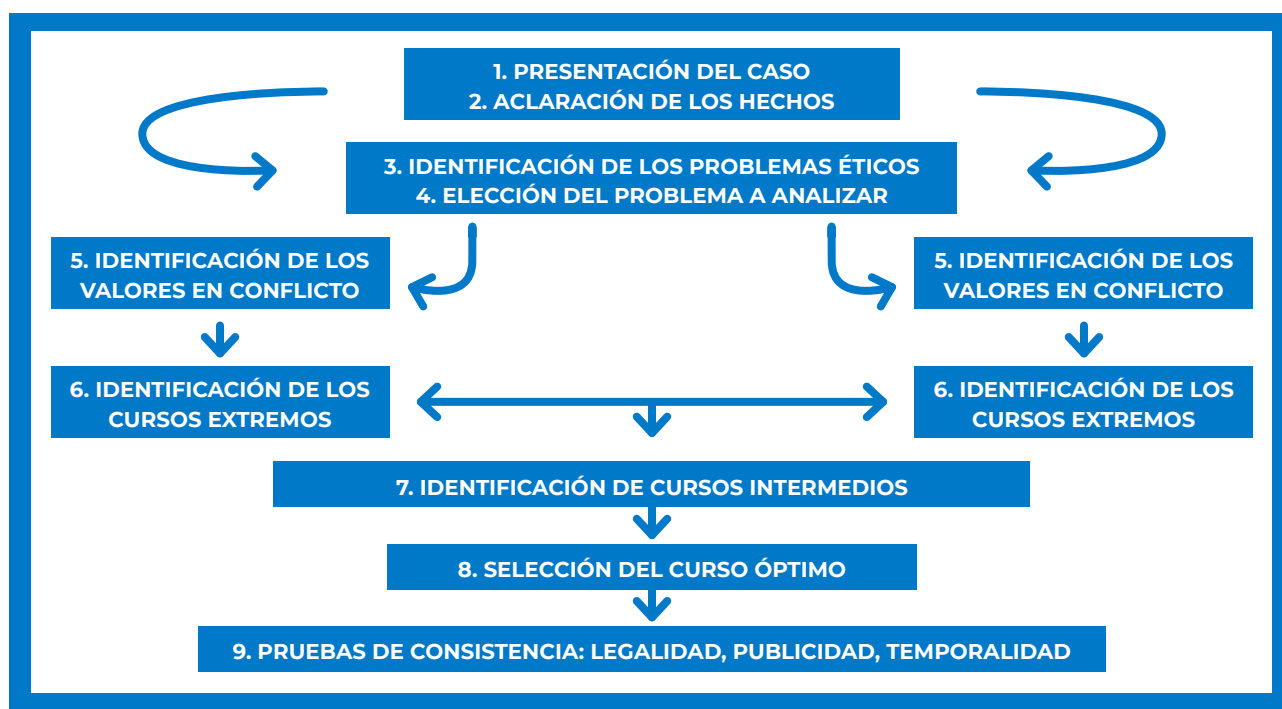 1. PRESENTACIÓN DEL CASO
2. ACLARACIÓN DE LOS HECHOS
3. IDENTIFICACIÓN DE LOS PROBLEMAS ÉTICOS
4. ELECCIÓN DEL PROBLEMA A ANALIZAR
5. IDENTIFICACIÓN DE LOS
VALORES EN CONFLICTO
5. IDENTIFICACIÓN DE LOS
VALORES EN CONFLICTO
6. IDENTIFICACIÓN DE LOS
CURSOS EXTREMOS
6. IDENTIFICACIÓN DE LOS
CURSOS EXTREMOS
7. IDENTIFICACIÓN DE CURSOS INTERMEDIOS
8. SELECCIÓN DEL CURSO ÓPTIMO
9. PRUEBAS DE CONSISTENCIA: LEGALIDAD, PUBLICIDAD, TEMPORALIDAD